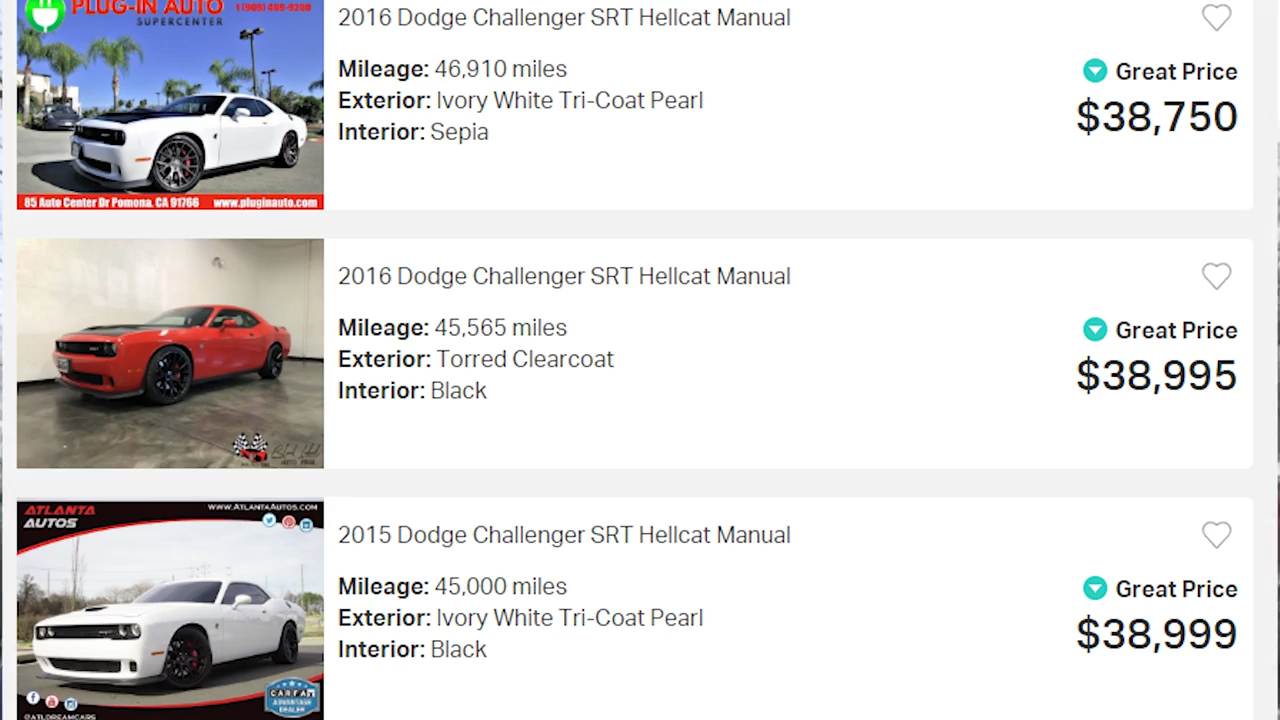 PLUG-IN AUTO
SUPERCENTER
2016 Dodge Challenger SRT Hellcat Manual
Mileage: 46,910 miles
Exterior: Ivory White Tri-Coat Pearl
Interior: Sepia
Great Price
$38,750
85 Auto Center Dr Pomona, CA 91766 www.pluginauto.com
2016 Dodge Challenger SRT Hellcat Manual
Mileage: 45,565 miles
Exterior: Torred Clearcoat
Interior: Black
Great Price
$38,995
ATLANTA
AUTOS
WWW.ATLANTAAUTOS.COM
2015 Dodge Challenger SRT Hellcat Manual
Mileage: 45,000 miles
Exterior: Ivory White Tri-Coat Pearl
Interior: Black
Great Price
$38,999
CARFAX
ADVANTAGE
DEALER
@ATLDREAMCARS